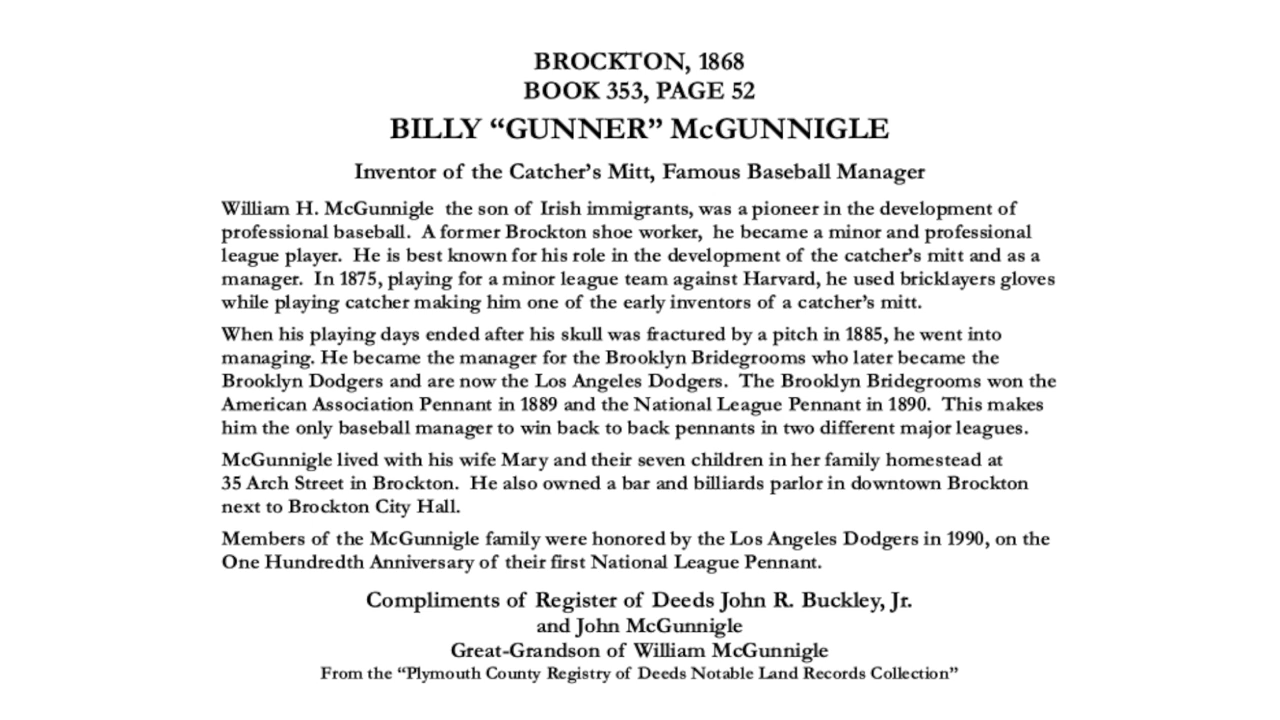 BROCKTON, 1868
BOOK 353, PAGE 52
BILLY “GUNNER” McGUNNIGLE
Inventor of the Catcher’s Mitt, Famous Baseball Manager
William H. McGunnigle the son of Irish immigrants, was a pioneer in the development of
professional baseball. A former Brockton shoe worker, he became a minor and professional
league player. He is best known for his role in the development of the catcher’s mitt and as a
manager. In 1875, playing for a minor league team against Harvard, he used bricklayers gloves
while playing catcher making him one of the early inventors of a catcher’s mitt.
When his playing days ended after his skull was fractured by a pitch in 1885, he went into
managing. He became the manager for the Brooklyn Bridegrooms who later became the
Brooklyn Dodgers and are now the Los Angeles Dodgers. The Brooklyn Bridegrooms won the
American Association Pennant in 1889 and the National League Pennant in 1890. This makes
him the only baseball manager to win back to back pennants in two different major leagues.
McGunnigle lived with his wife Mary and their seven children in her family homestead at
35 Arch Street in Brockton. He also owned a bar and billiards parlor in downtown Brockton
next to Brockton City Hall.
Members of the McGunnigle family were honored by the Los Angeles Dodgers in 1990, on the
One Hundredth Anniversary of their first National League Pennant.
Compliments of Register of Deeds John R. Buckley, Jr.
and John McGunnigle
Great-Grandson of William McGunnigle
From the “Plymouth County Registry of Deeds Notable Land Records Collection”